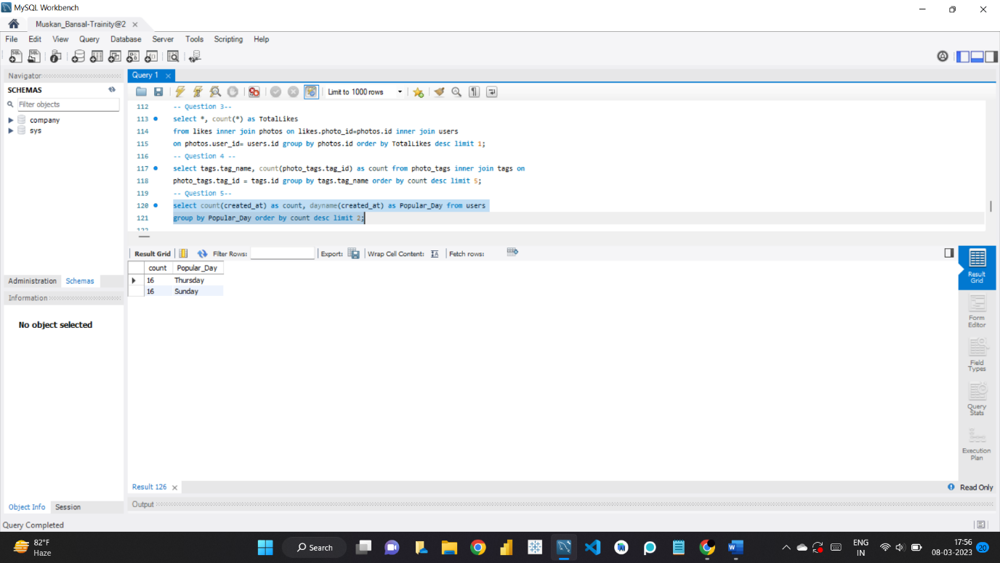 MySQL Workbench
Muskan_Bansal-Trainity@2
File Edit View Query Database Server Tools Scripting Help
Navigator
SCHEMAS
Filter objects
company
sys
Administration Schemas
Information
No object selected
Object Info Session
Query Completed
Query 1
Limit to 1000 rows
112 -- Question 3--
113 select *, count(*) as TotalLikes
114 from likes inner join photos on likes.photo_id=photos.id inner join users
115 on photos.user_id= users.id group by photos.id order by TotalLikes desc limit 1;
116 -- Question 4 --
117 select tags.tag_name, count(photo_tags.tag_id) as count from photo_tags inner join tags on
118 photo_tags.tag_id = tags.id group by tags.tag_name order by count desc limit 5;
119 -- Question 5--
120 select count(created_at) as count, dayname(created_at) as Popular_Day from users
121 group by Popular_Day order by count desc limit 2;
122
Result Grid Filter Rows: Export: Wrap Cell Content: Fetch rows:
count Popular_Day
16 Thursday
16 Sunday
Result Grid
Form Editor
Field Types
Query Stats
Execution Plan
Result 126
Read Only
Output
82°F
Haze
Search
ENG
IN
17:56
08-03-2023
20